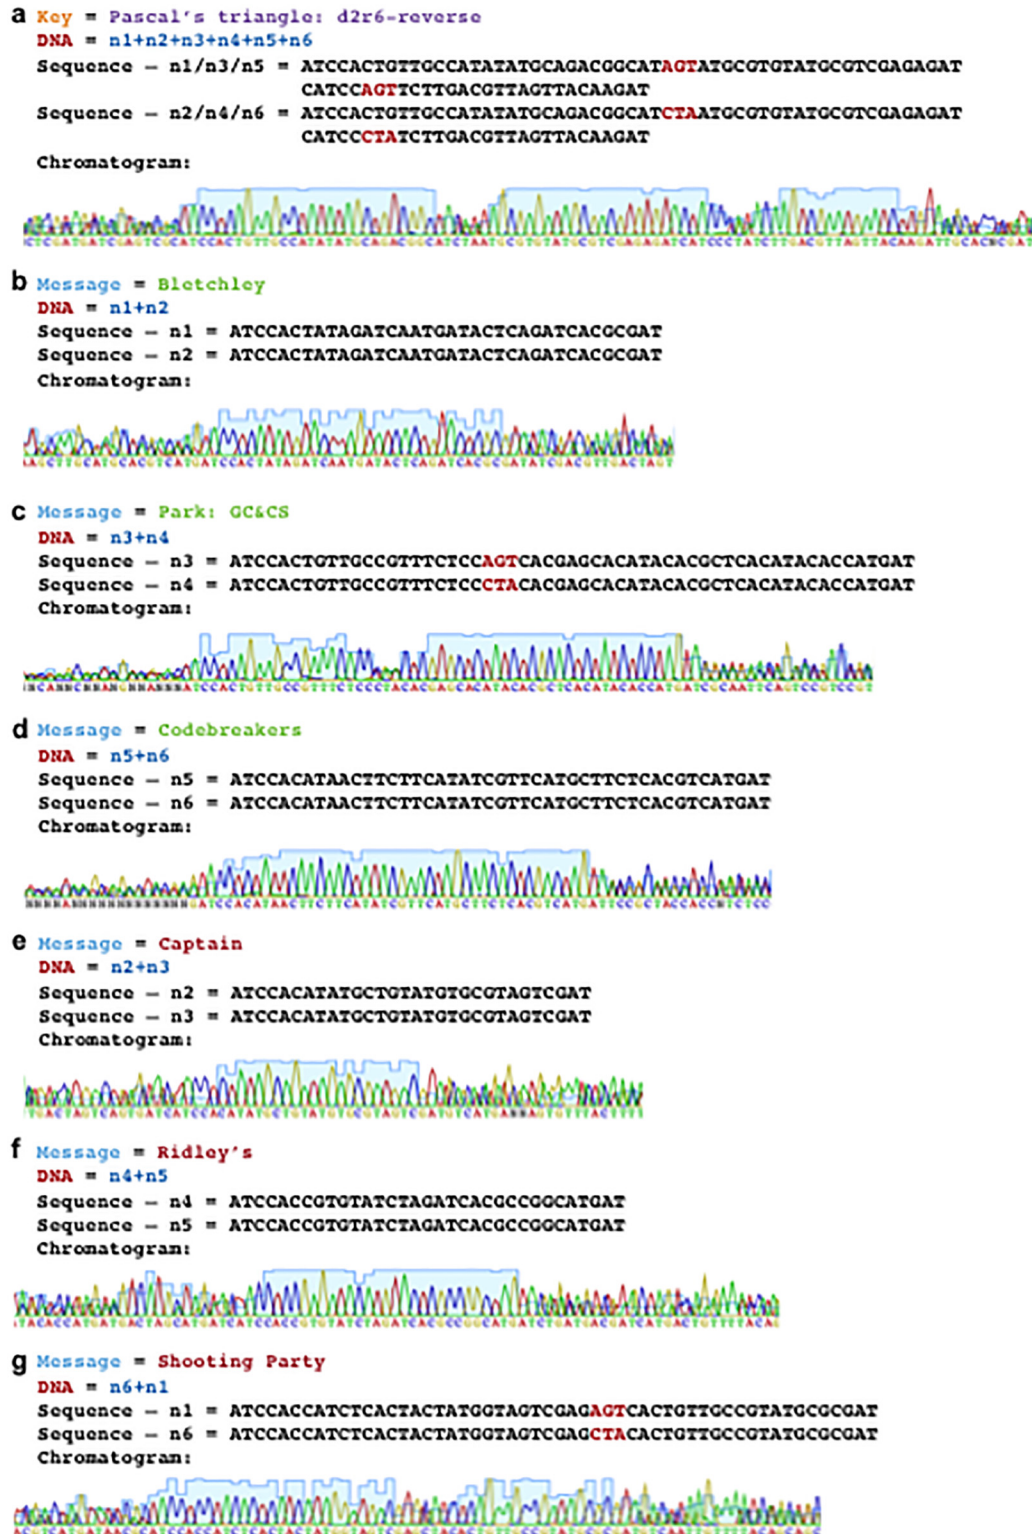 a Key = Pascal's triangle: d2r6-reverse
DNA = n1+n2+n3+n4+n5+n6
Sequence – n1/n3/n5 = ATCCACTGTTGCCATATATGCAGACGGCATAGTATGCGTGTATGCGTCGAGAGAT
CATCCAGTTCTTGACGTTAGTTACAAGAT
Sequence – n2/n4/n6 = ATCCACTGTTGCCATATATGCAGACGGCATCTAATGCGTGTATGCGTCGAGAGAT
CATCCCTATCTTGACGTTAGTTACAAGAT
Chromatogram:
b Message = Bletchley
DNA = n1+n2
Sequence – n1 = ATCCACTATAGATCAATGATACTCAGATCACGCGAT
Sequence – n2 = ATCCACTATAGATCAATGATACTCAGATCACGCGAT
Chromatogram:
c Message = Park: GC&CS
DNA = n3+n4
Sequence – n3 = ATCCACTGTTGCCGTTTCTCCAGTCACGAGCACATACACGCTCACATACACCATGAT
Sequence – n4 = ATCCACTGTTGCCGTTTCTCCCTACACGAGCACATACACGCTCACATACACCATGAT
Chromatogram:
d Message = Codebreakers
DNA = n5+n6
Sequence – n5 = ATCCACATAACTTCTTCATATCGTTCATGCTTCTCACGTCATGAT
Sequence – n6 = ATCCACATAACTTCTTCATATCGTTCATGCTTCTCACGTCATGAT
Chromatogram:
e Message = Captain
DNA = n2+n3
Sequence – n2 = ATCCACATATGCTGTATGTGCGTAGTCGAT
Sequence – n3 = ATCCACATATGCTGTATGTGCGTAGTCGAT
Chromatogram:
f Message = Ridley's
DNA = n4+n5
Sequence – n4 = ATCCACCGTGTATCTAGATCACGCCGGCATGAT
Sequence – n5 = ATCCACCGTGTATCTAGATCACGCCGGCATGAT
Chromatogram:
g Message = Shooting Party
DNA = n6+n1
Sequence – n1 = ATCCACCATCTCACTACTATGGTAGTCGAGAGTCACTGTTGCCGTATGCGCGAT
Sequence – n6 = ATCCACCATCTCACTACTATGGTAGTCGAGCTACACTGTTGCCGTATGCGCGAT
Chromatogram: